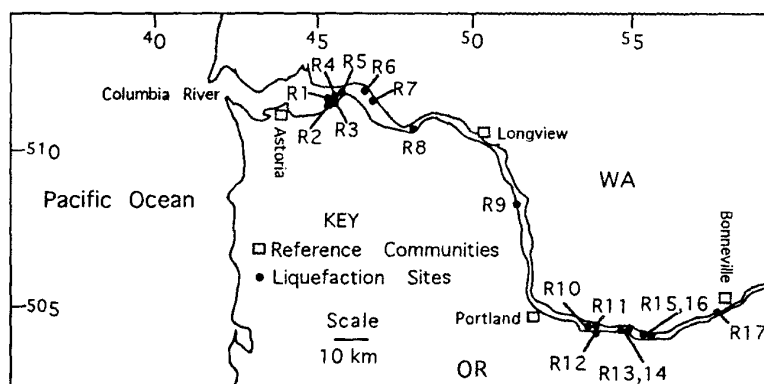 40 45 50 55
R4 R5 R6
Columbia River R1 R7
R2 R3
Astoria R8 Longview
510
Pacific Ocean WA
KEY R9
Reference Communities
Liquefaction Sites
Bonneville
505
R10 R11 R15,16
Scale Portland
10 km R12 R17
OR R13,14